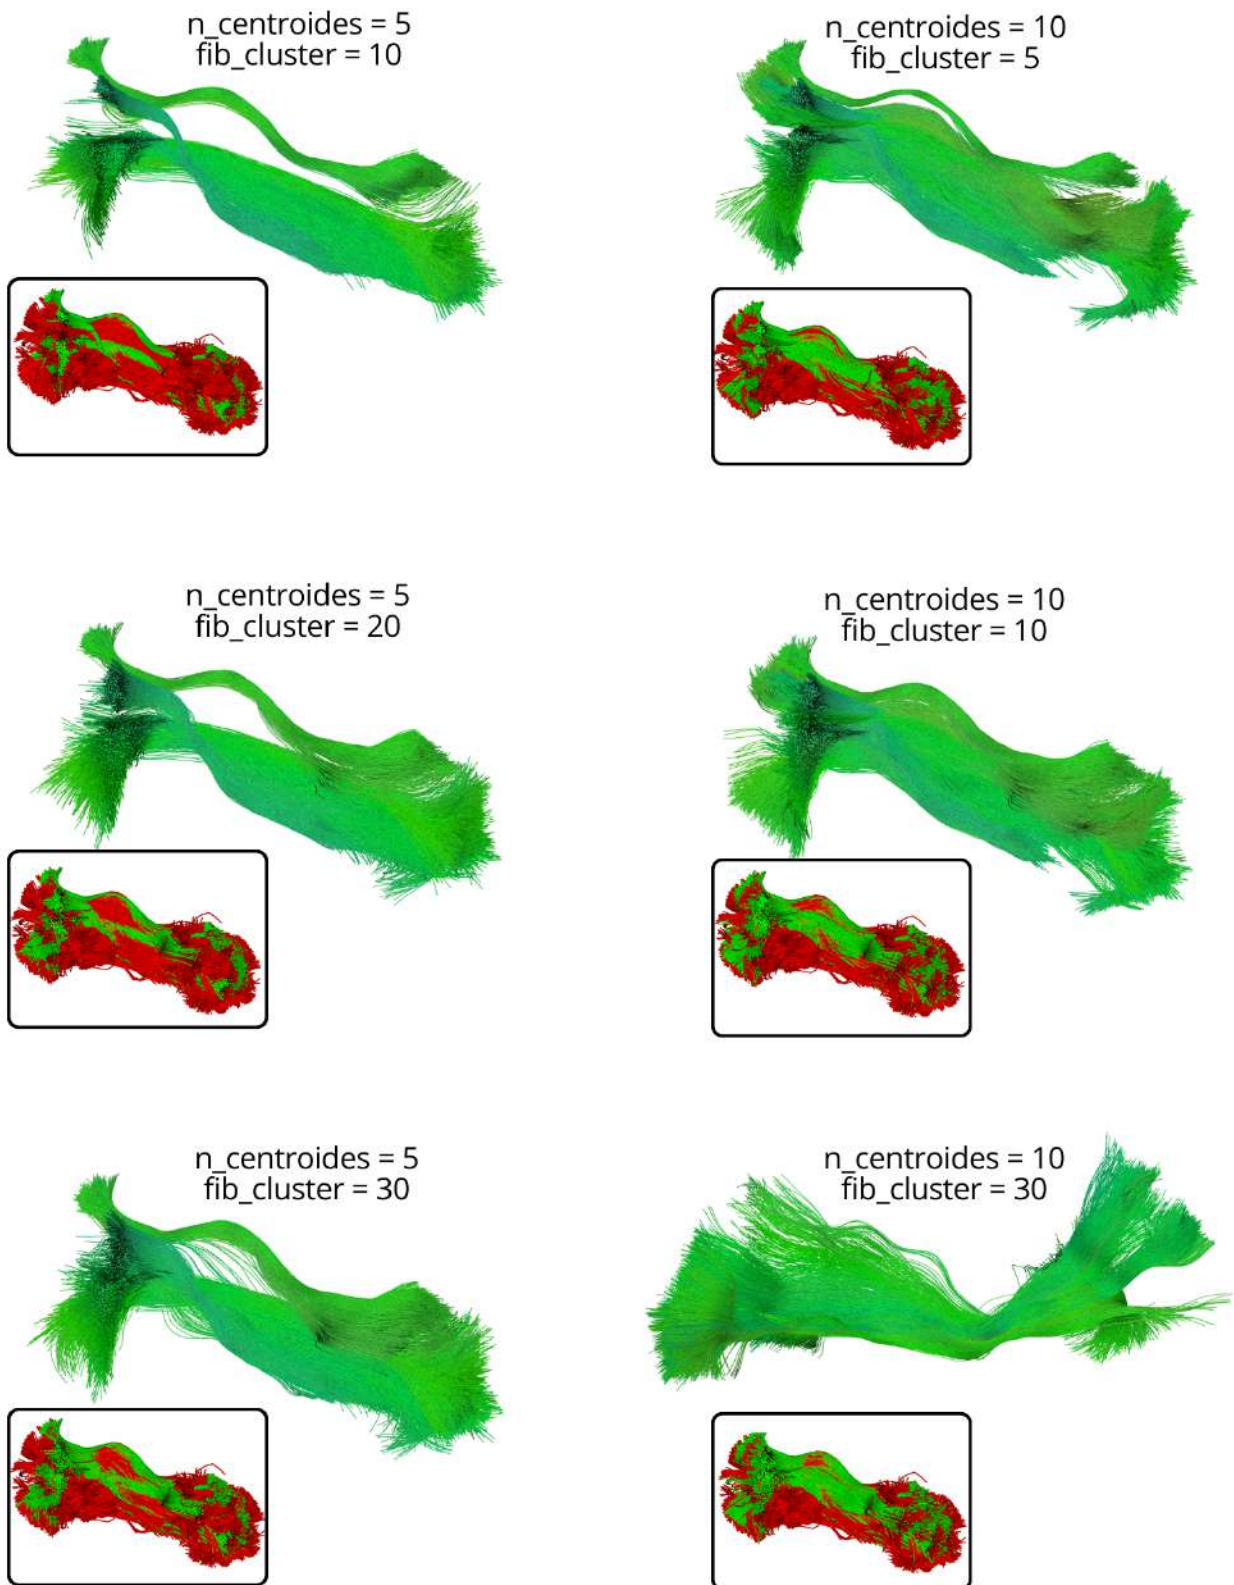 n_centroides = 5
fib_cluster = 10
n_centroides = 10
fib_cluster = 5
n_centroides = 5
fib_cluster = 20
n_centroides = 10
fib_cluster = 10
n_centroides = 5
fib_cluster = 30
n_centroides = 10
fib_cluster = 30